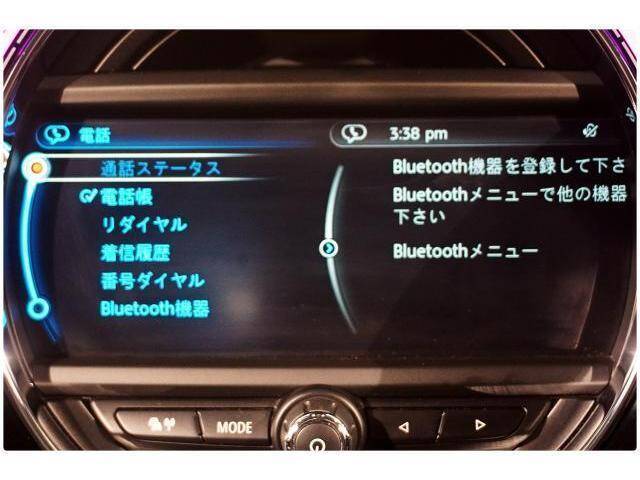 電話
3:38 pm
通話ステータス
電話帳
リダイヤル
着信履歴
番号ダイヤル
Bluetooth機器
Bluetooth機器を登録して下さ
Bluetoothメニューで他の機器
下さい
Bluetoothメニュー
MODE